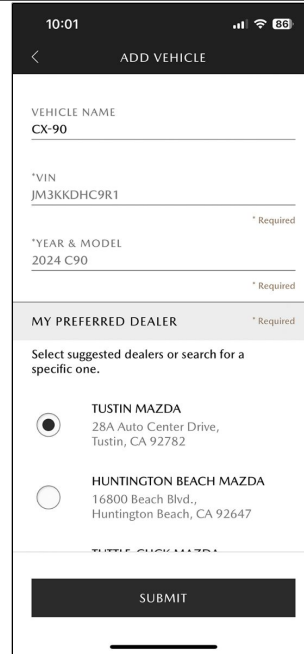 10:01
86
ADD VEHICLE
VEHICLE NAME
CX-90
*VIN
JM3KKDHC9R1
* Required
*YEAR & MODEL
2024 C90
* Required
MY PREFERRED DEALER
* Required
Select suggested dealers or search for a
specific one.
TUSTIN MAZDA
28A Auto Center Drive,
Tustin, CA 92782
HUNTINGTON BEACH MAZDA
16800 Beach Blvd.,
Huntington Beach, CA 92647
SUBMIT